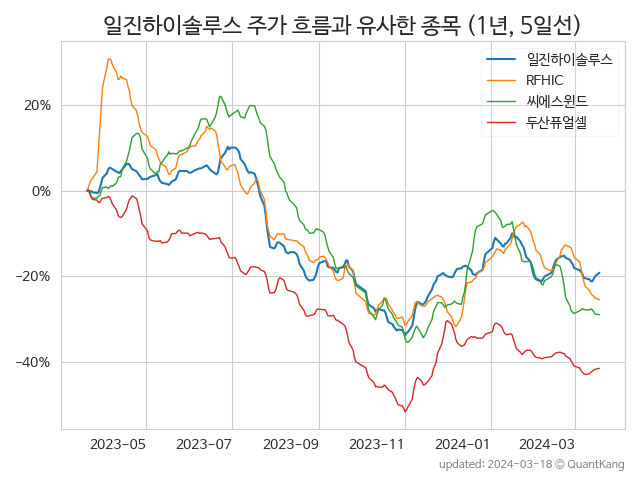 일진하이솔루스 주가 흐름과 유사한 종목 (1년, 5일선)
일진하이솔루스
RFHIC
씨에스윈드
두산퓨얼셀
20%
0%
−20%
−40%
2023-05 2023-07 2023-09 2023-11 2024-01 2024-03
updated: 2024-03-18 © QuantKang